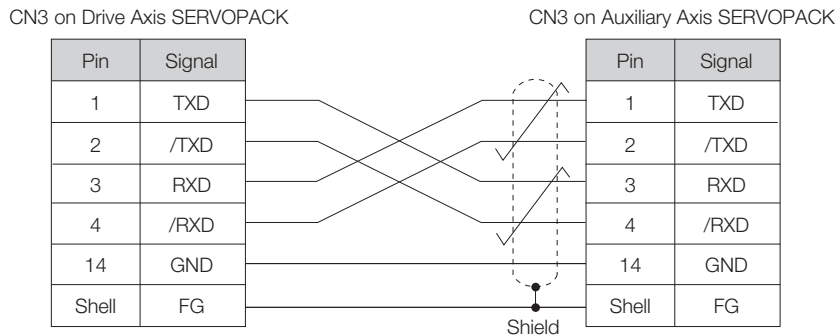 CN3 on Drive Axis SERVOPACK CN3 on Auxiliary Axis SERVOPACK
Pin Signal Pin Signal
1 TXD 1 TXD
2 /TXD 2 /TXD
3 RXD 3 RXD
4 /RXD 4 /RXD
14 GND 14 GND
Shell FG Shell FG
Shield